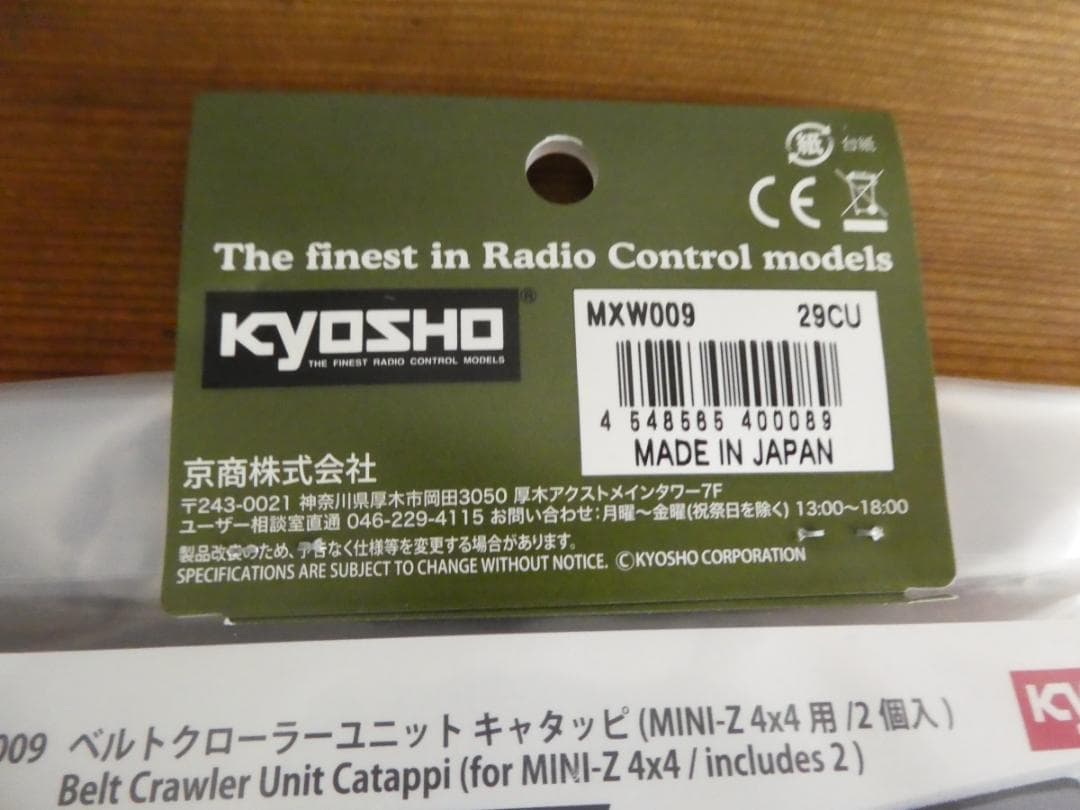 紙 台紙
CE
The finest in Radio Control models
KYOSHO®
THE FINEST RADIO CONTROL MODELS
MXW009 29CU
4 548585 400089
MADE IN JAPAN
京商株式会社
〒243-0021 神奈川県厚木市岡田3050 厚木アクストメインタワー7F
ユーザー相談室直通 046-229-4115 お問い合わせ:月曜〜金曜(祝祭日を除く) 13:00〜18:00
製品改良のため、予告なく仕様等を変更する場合があります。
SPECIFICATIONS ARE SUBJECT TO CHANGE WITHOUT NOTICE. ©KYOSHO CORPORATION
KY
009 ベルトクローラーユニット キャタッピ (MINI-Z 4x4 用 /2 個入 )
Belt Crawler Unit Catappi (for MINI-Z 4x4 / includes 2 )